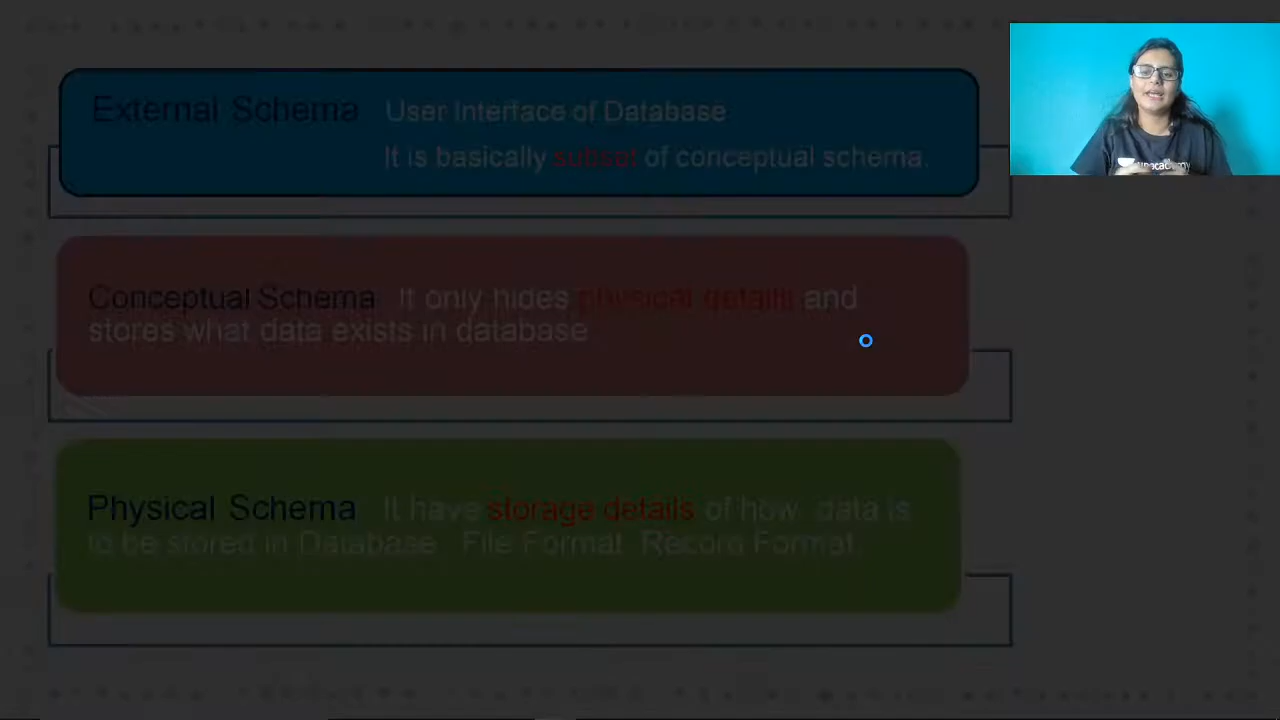 External Schema User Interface of Database
It is basically subset of conceptual schema.
Conceptual Schema It only hides physical details and
stores what data exists in database
Physical Schema It have storage details of how data is
to be stored in Database File Format Record Format.